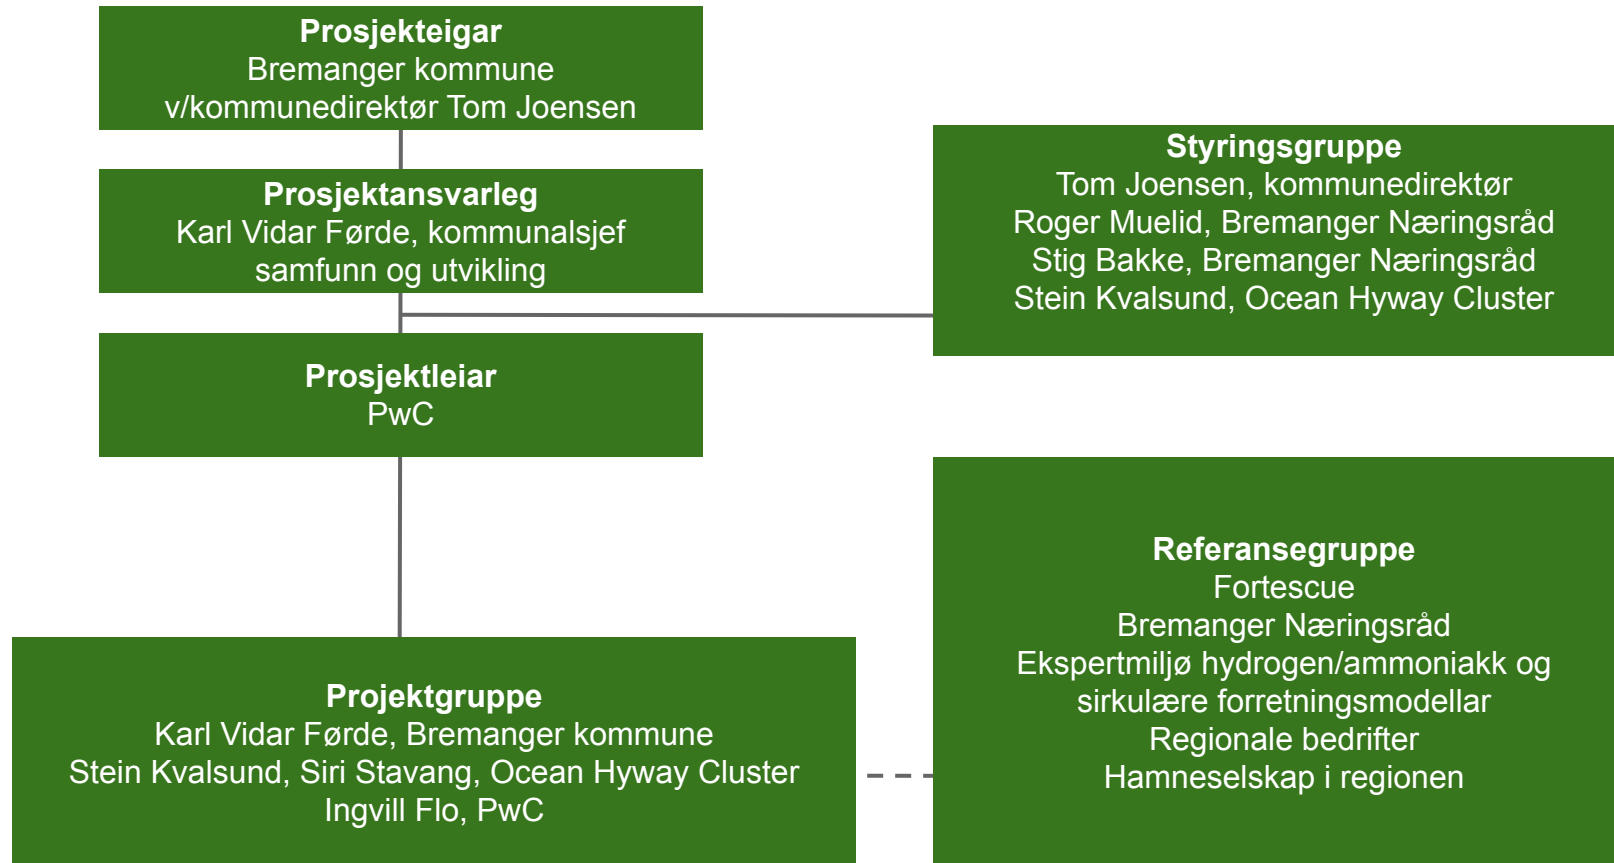 Prosjekteigar
Bremanger kommune
v/kommunedirektør Tom Joensen
Prosjektansvarleg
Karl Vidar Førde, kommunalsjef
samfunn og utvikling
Styringsgruppe
Tom Joensen, kommunedirektør
Roger Muelid, Bremanger Næringsråd
Stig Bakke, Bremanger Næringsråd
Stein Kvalsund, Ocean Hyway Cluster
Prosjektleiar
PwC
Referansegruppe
Fortescue
Bremanger Næringsråd
Ekspertmiljø hydrogen/ammoniakk og
sirkulære forretningsmodellar
Regionale bedrifter
Hamneselskap i regionen
Projektgruppe
Karl Vidar Førde, Bremanger kommune
Stein Kvalsund, Siri Stavang, Ocean Hyway Cluster
Ingvill Flo, PwC